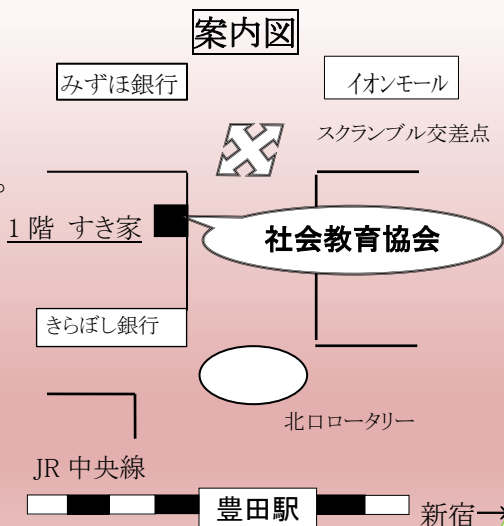 案内図
みずほ銀行
イオンモール
スクランブル交差点
。
1階 すき家
社会教育協会
きらぼし銀行
北口ロータリー
JR 中央線
豊田駅
新宿→